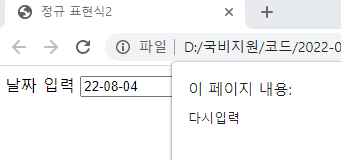 정규 표현식2
파일 D:/국비지원/코드/2022-0
날짜 입력 22-08-04
이 페이지 내용:
다시입력